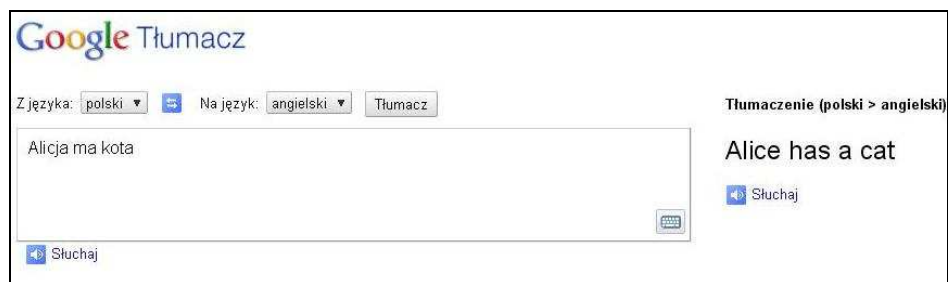 Google Tłumacz
Z języka: polski Na język: angielski Tłumacz
Alicja ma kota
Słuchaj
Tłumaczenie (polski > angielski)
Alice has a cat
Słuchaj